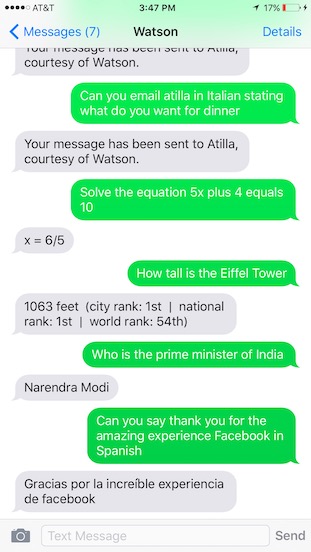 AT&T 3:47 PM 17%
Messages (7) Watson Details
Your message has been sent to Atilla,
courtesy of Watson.
Can you email atilla in Italian stating
what do you want for dinner
Your message has been sent to Atilla,
courtesy of Watson.
Solve the equation 5x plus 4 equals
10
x = 6/5
How tall is the Eiffel Tower
1063 feet (city rank: 1st | national
rank: 1st | world rank: 54th)
Who is the prime minister of India
Narendra Modi
Can you say thank you for the
amazing experience Facebook in
Spanish
Gracias por la increíble experiencia
de facebook
Text Message Send